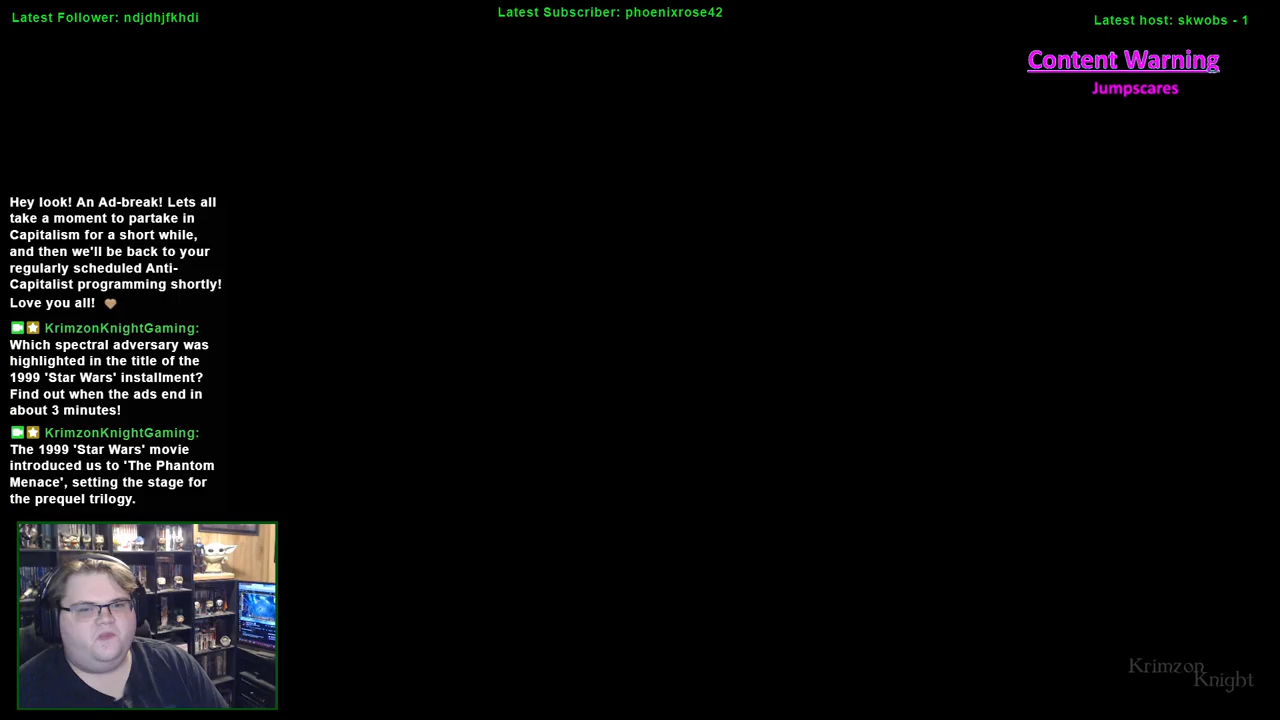 Latest Follower: ndjdhjfkhdi
Latest Subscriber: phoenixrose42
Latest host: skwobs - 1
Content Warning
Jumpscares
Hey look! An Ad-break! Lets all
take a moment to partake in
Capitalism for a short while,
and then we'll be back to your
regularly scheduled Anti-
Capitalist programming shortly!
Love you all!
KrimzonKnightGaming:
Which spectral adversary was
highlighted in the title of the
1999 'Star Wars' installment?
Find out when the ads end in
about 3 minutes!
KrimzonKnightGaming:
The 1999 'Star Wars' movie
introduced us to 'The Phantom
Menace', setting the stage for
the prequel trilogy.
Krimzon
Knight